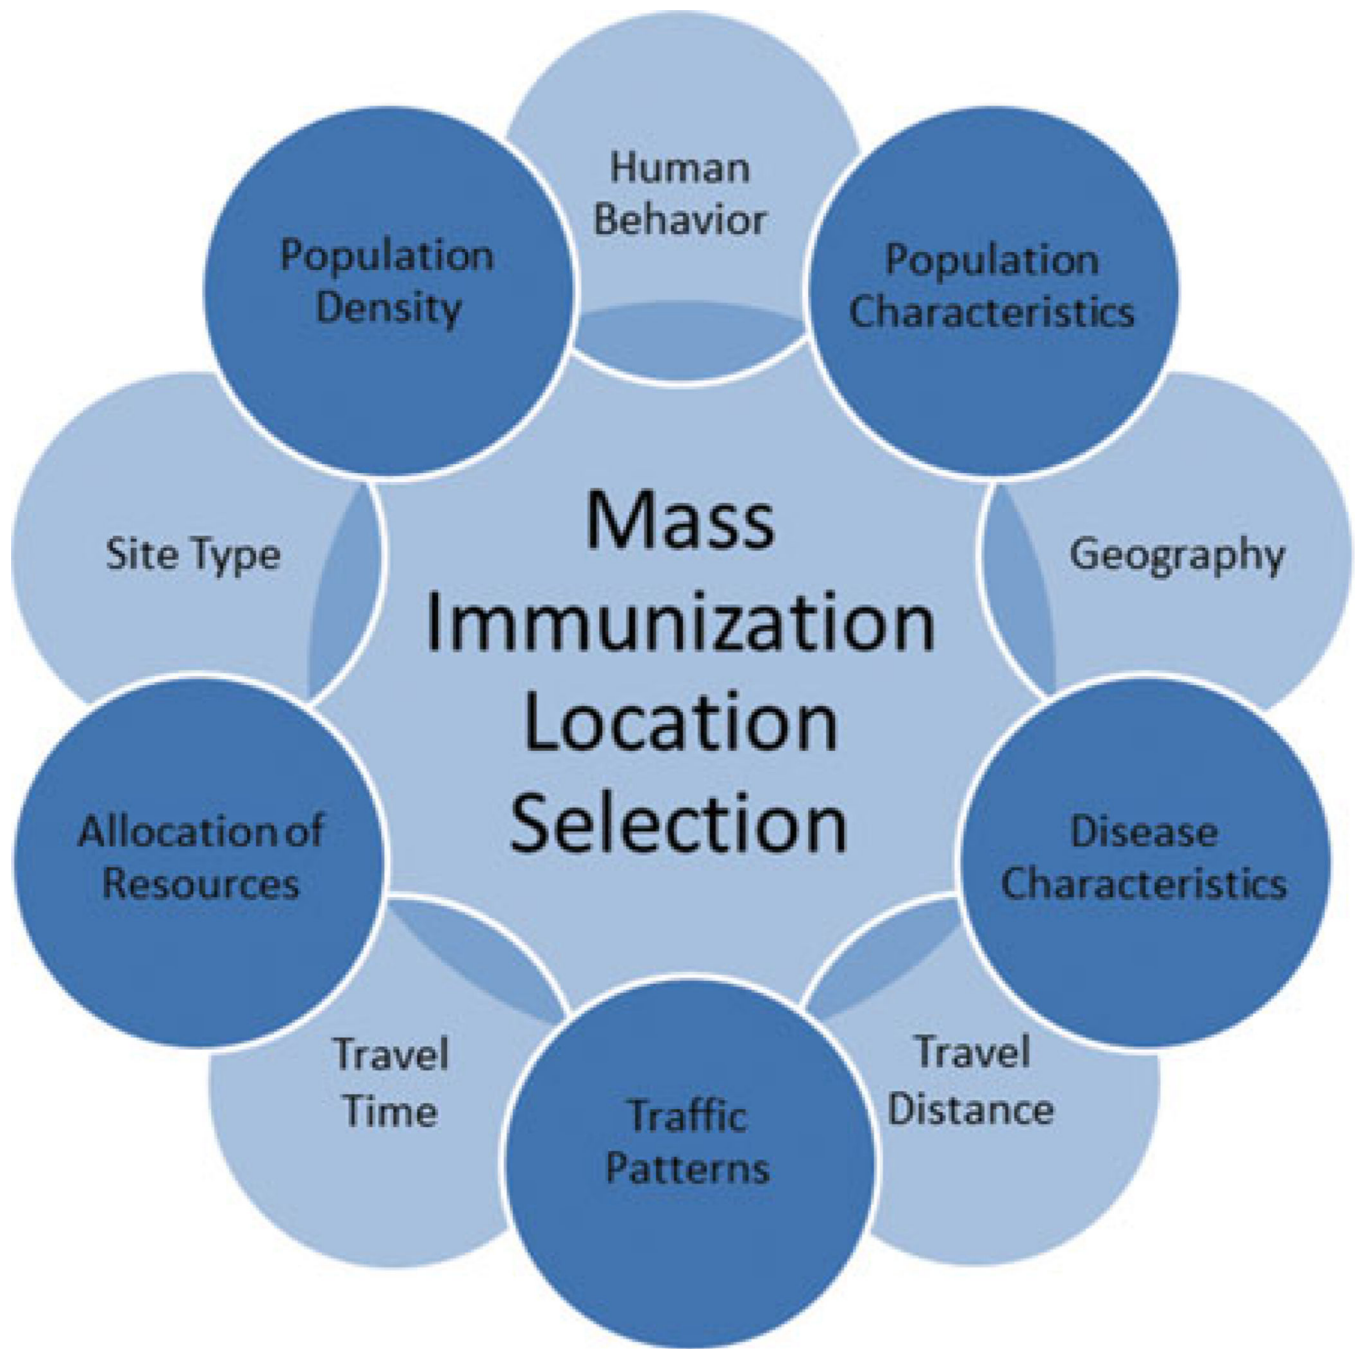 Human
Behavior
Population
Density
Population
Characteristics
Site Type
Mass
Immunization
Location
Selection
Geography
Allocation of
Resources
Disease
Characteristics
Travel
Time
Traffic
Patterns
Travel
Distance